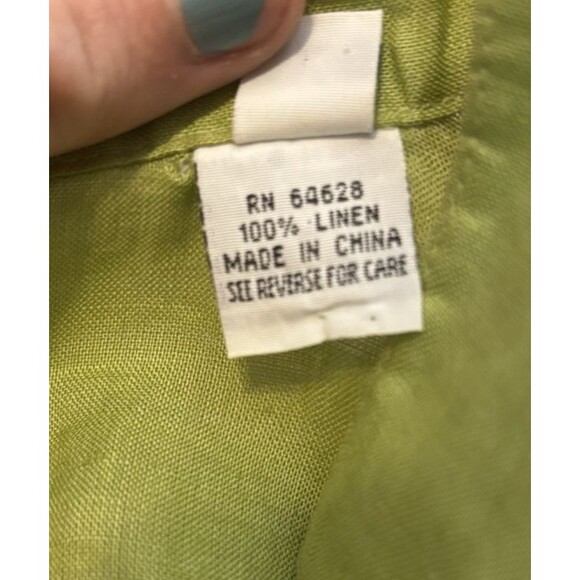 RN 64628
100% LINEN
MADE IN CHINA
SEE REVERSE FOR CARE